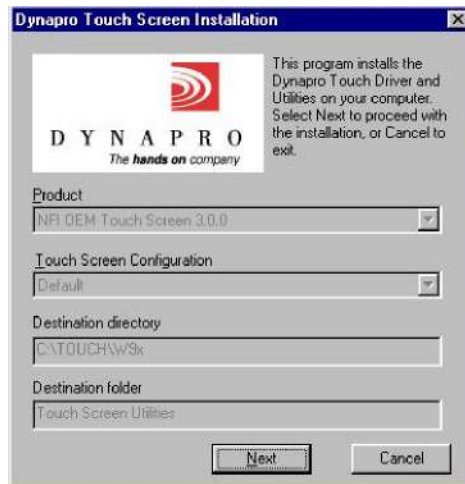 Dynapro Touch Screen Installation
This program installs the
Dynapro Touch Driver and
Utilities on your computer.
Select Next to proceed with
the installation, or Cancel to
exit.
DYNAPRO
The hands on company
Product
NFI OEM Touch Screen 3.0.0
Touch Screen Configuration
Default
Destination directory
C:\TOUCH\W9x
Destination folder
Touch Screen Utilities
Next
Cancel